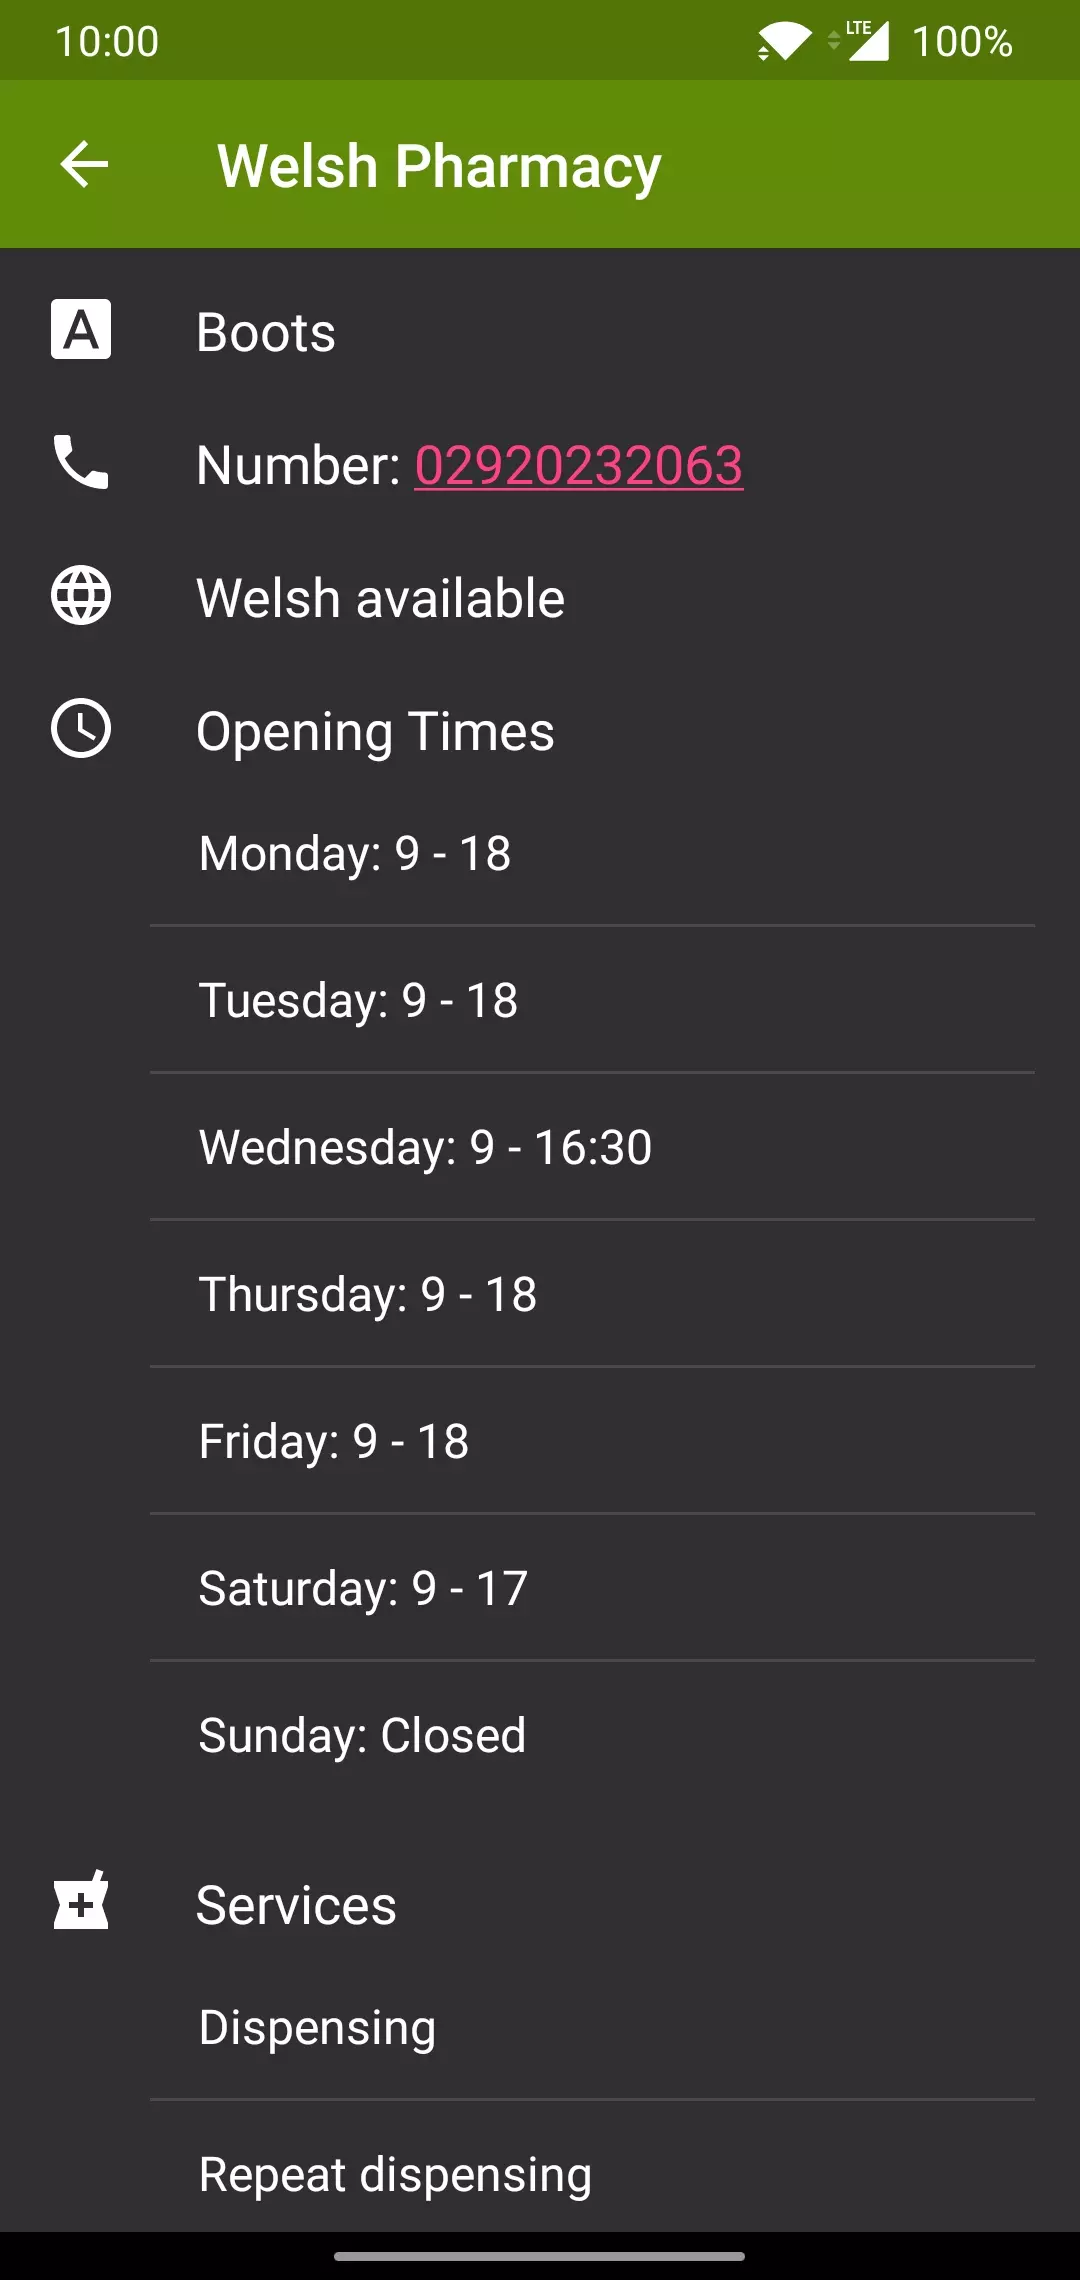 10:00 LTE 100%
Welsh Pharmacy
A Boots
Number: 02920232063
Welsh available
Opening Times
Monday: 9 - 18
Tuesday: 9 - 18
Wednesday: 9 - 16:30
Thursday: 9 - 18
Friday: 9 - 18
Saturday: 9 - 17
Sunday: Closed
Services
Dispensing
Repeat dispensing